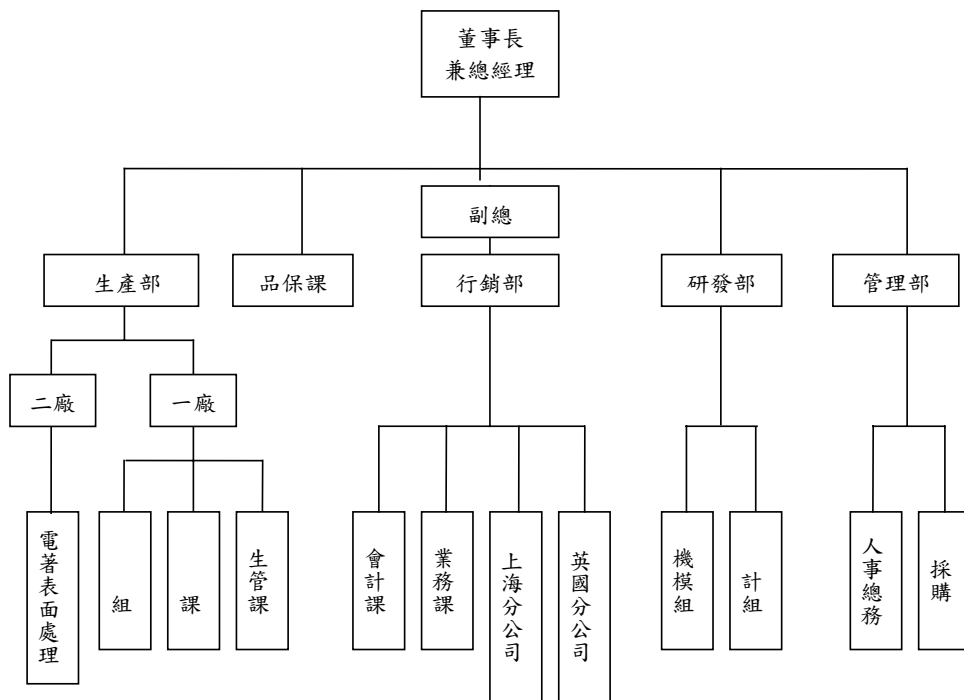 董事長
兼總經理
副總
生產部
品保課
行銷部
研發部
管理部
二廠
一廠
電著表面處理
組
課
生管課
會計課
業務課
上海分公司
英國分公司
機模組
計組
人事總務
採購